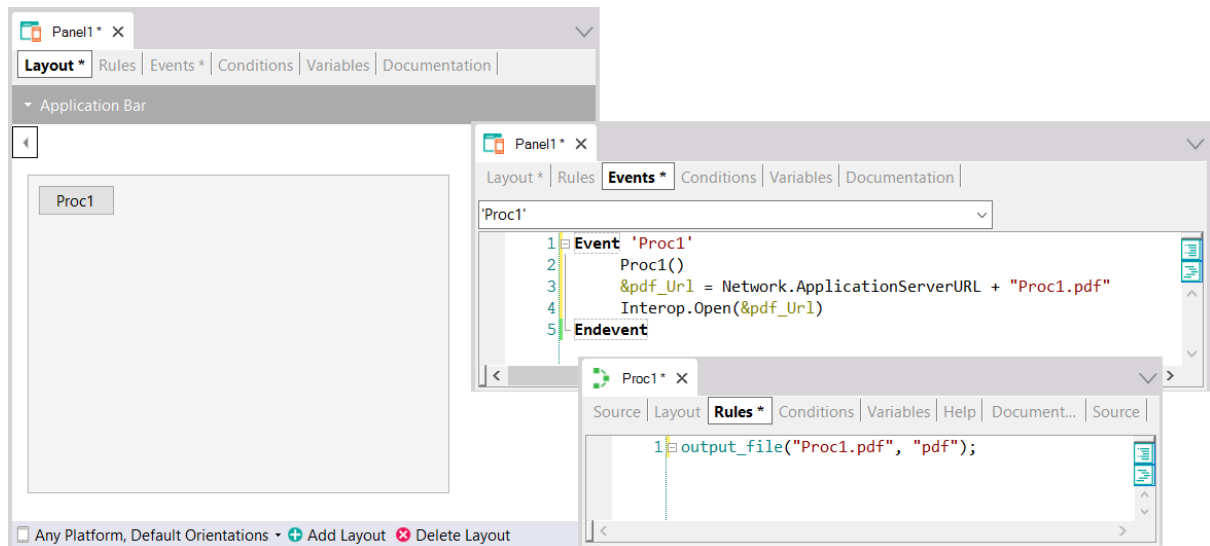 Panel1*
Layout * Rules Events * Conditions Variables Documentation
Application Bar
Proc1
Any Platform, Default Orientations Add Layout Delete Layout
Panel1*
Layout * Rules Events * Conditions Variables Documentation
'Proc1'
1 Event 'Proc1'
2 Proc1()
3 &pdf_Url = Network.ApplicationServerURL + "Proc1.pdf"
4 Interop.Open(&pdf_Url)
5 Endevent
Proc1*
Source Layout Rules * Conditions Variables Help Document... Source
1 output_file("Proc1.pdf", "pdf");